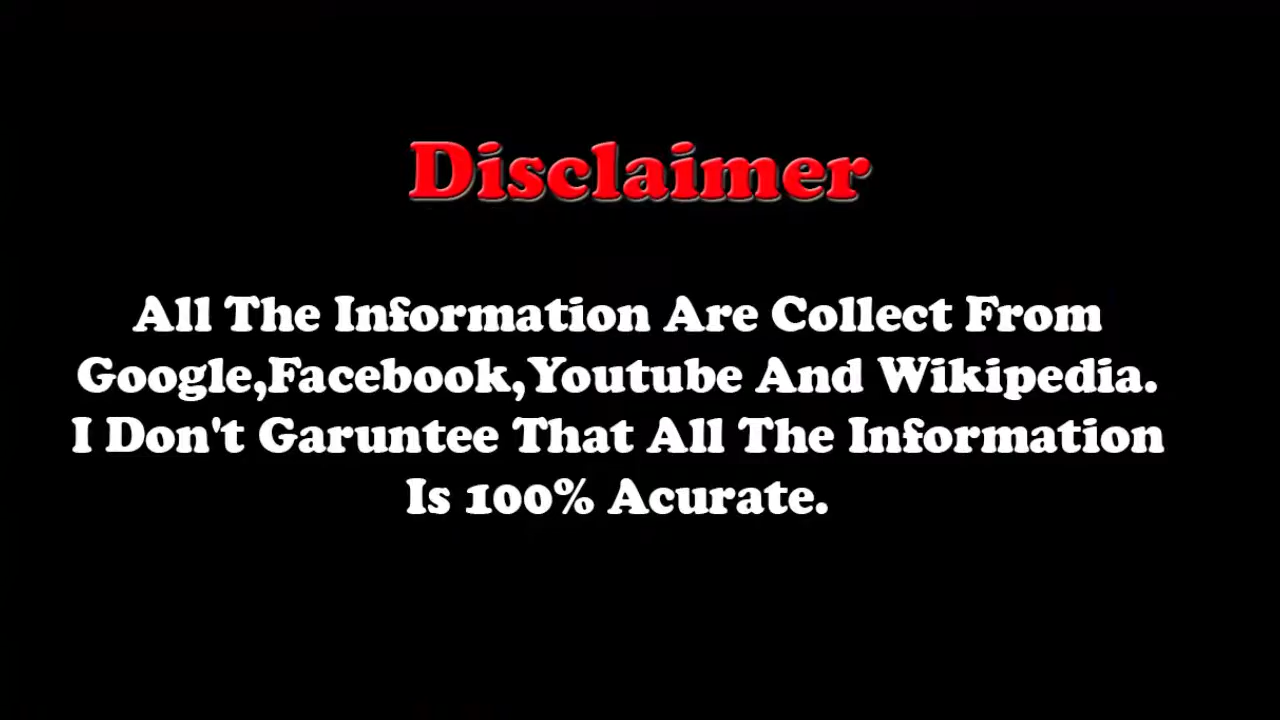 Disclaimer
All The Information Are Collect From
Google,Facebook,Youtube And Wikipedia.
I Don't Garuntee That All The Information
Is 100% Acurate.